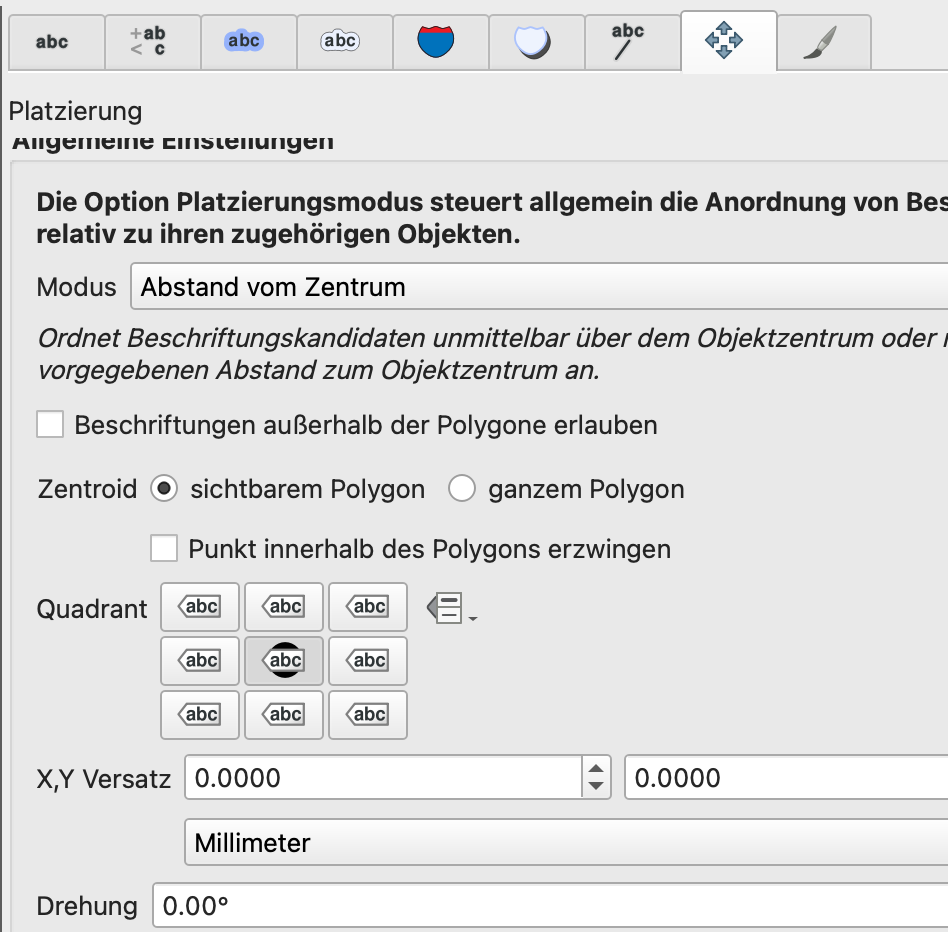 abc +ab abc abc abc
< c
Platzierung
Allgemeine Einstellungen
Die Option Platzierungsmodus steuert allgemein die Anordnung von Bes
relativ zu ihren zugehörigen Objekten.
Modus Abstand vom Zentrum
Ordnet Beschriftungskandidaten unmittelbar über dem Objektzentrum oder
vorgegebenen Abstand zum Objektzentrum an.
Beschriftungen außerhalb der Polygone erlauben
Zentroid sichtbarem Polygon ganzem Polygon
Punkt innerhalb des Polygons erzwingen
Quadrant abc abc abc
abc abc abc
abc abc abc
X,Y Versatz 0.0000 0.0000
Millimeter
Drehung 0.00°